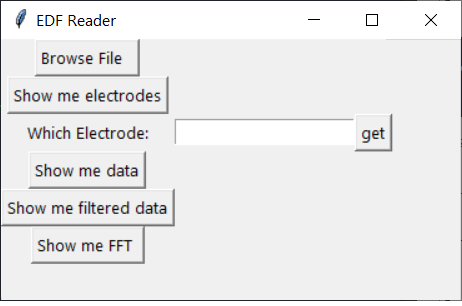 EDF Reader
Browse File
Show me electrodes
Which Electrode: get
Show me data
Show me filtered data
Show me FFT